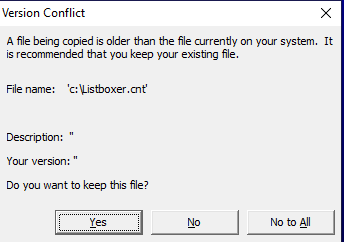 Version Conflict
A file being copied is older than the file currently on your system. It
is recommended that you keep your existing file.
File name: 'c:\Listboxer.cnt'
Description: ''
Your version: ''
Do you want to keep this file?
Yes No No to All